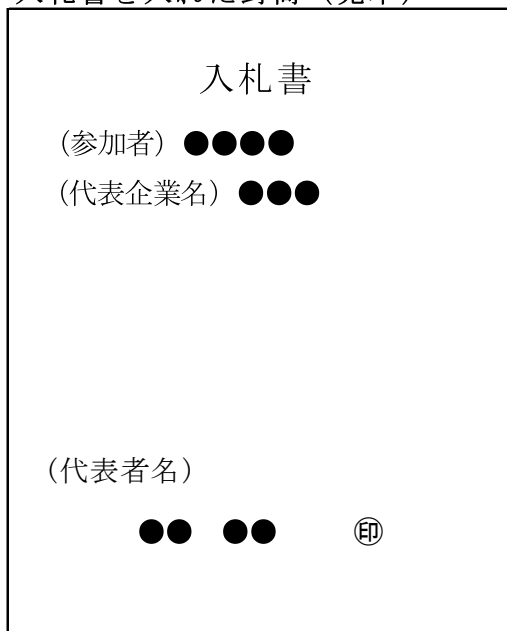 入札書を入れた封筒（見本）
入札書
（参加者）●●●●
（代表企業名）●●●
（代表者名）
●● ●● ㊞